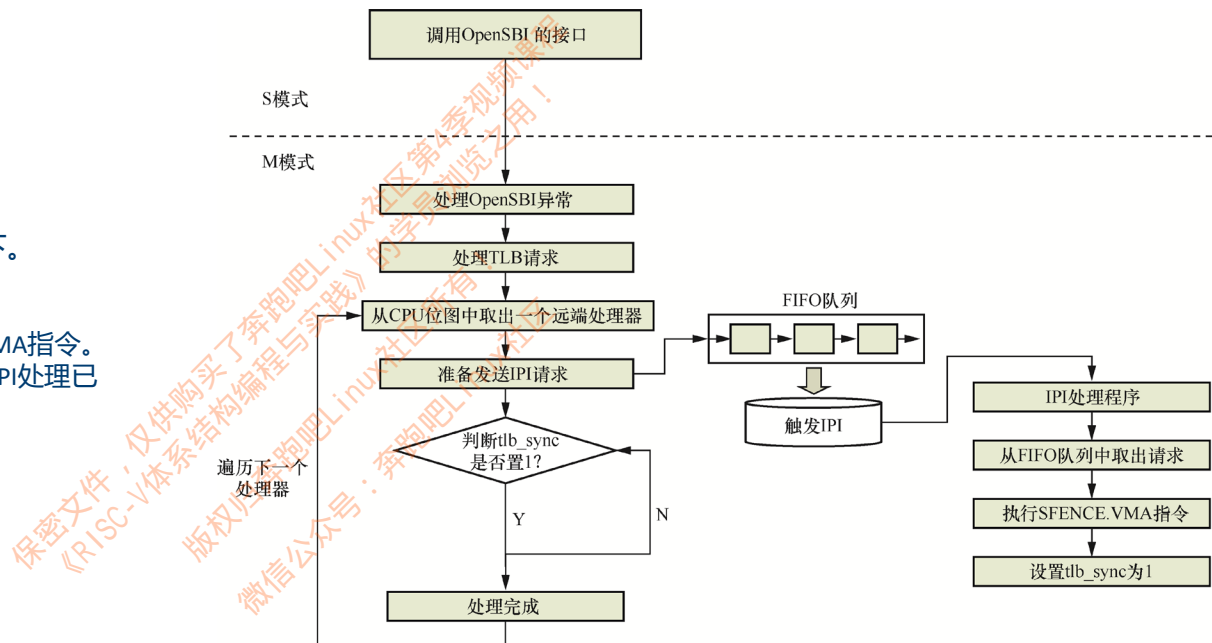 调用OpenSBI 的接口
S模式
M模式
处理OpenSBI异常
下。
处理TLB请求
FIFO队列
从CPU位图中取出一个远端处理器
MA指令。
PI处理已
准备发送IPI请求
IPI处理程序
触发IPI
判断tlb_sync
是否置1？
从FIFO队列中取出请求
遍历下一个
处理器
Y
N
执行SFENCE.VMA指令
设置tlb_sync为1
处理完成
保密文件，仅供购买了奔跑吧Linux社区第4季视频课程
《RISC-V体系结构编程与实践》的学员浏览之用！
版权归奔跑吧Linux社区所有！
微信公众号：奔跑吧Linux社区